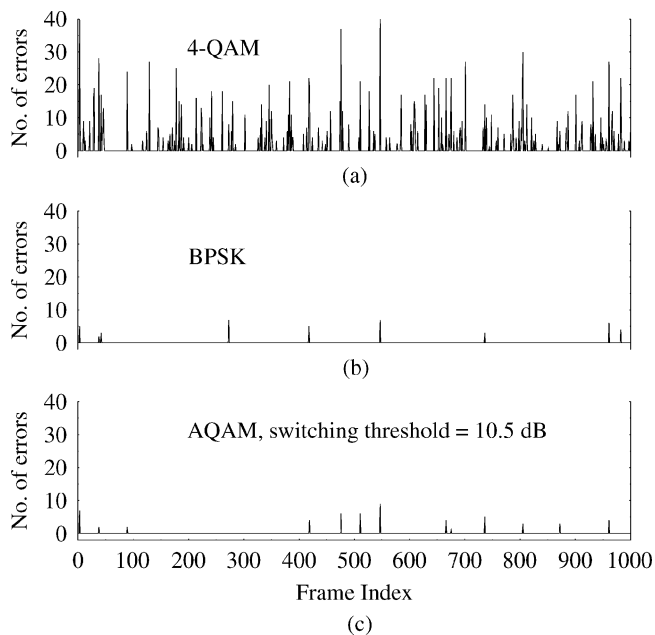 40
30
20
10
0
No. of errors
4-QAM
(a)
40
30
20
10
0
No. of errors
BPSK
(b)
40
30
20
10
0
No. of errors
AQAM, switching threshold = 10.5 dB
0 100 200 300 400 500 600 700 800 900 1000
Frame Index
(c)